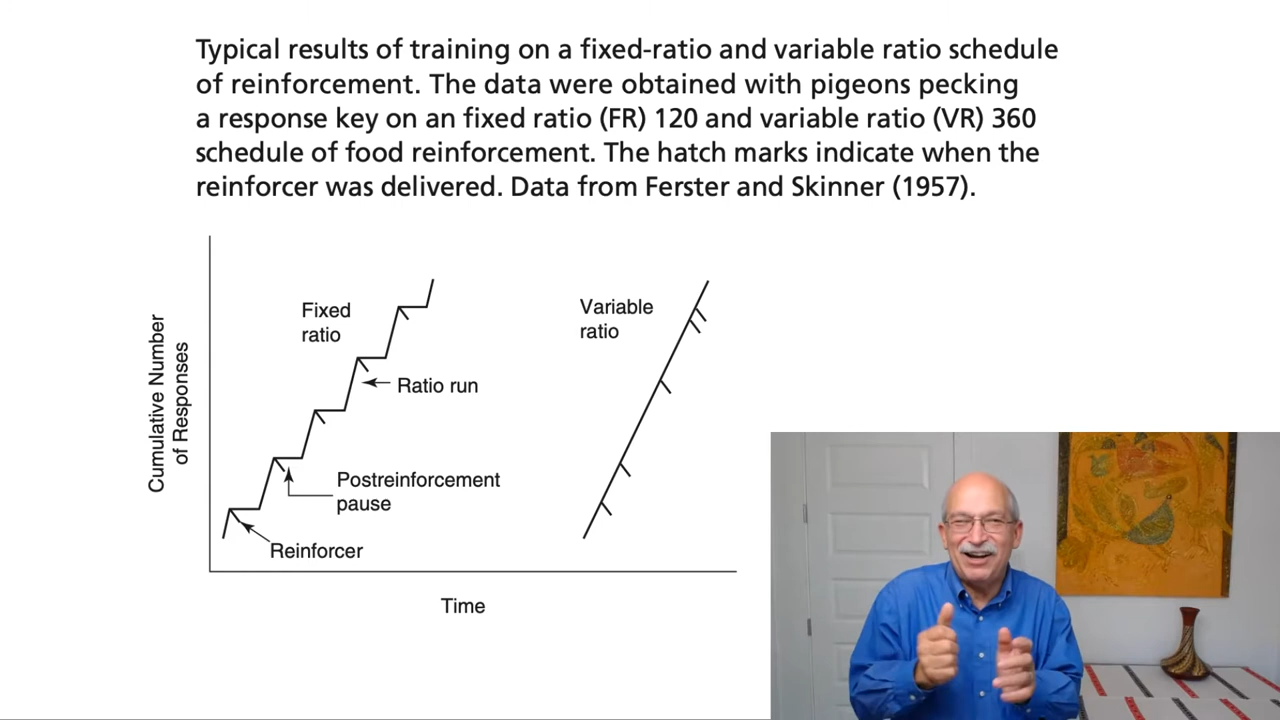 Typical results of training on a fixed-ratio and variable ratio schedule
of reinforcement. The data were obtained with pigeons pecking
a response key on an fixed ratio (FR) 120 and variable ratio (VR) 360
schedule of food reinforcement. The hatch marks indicate when the
reinforcer was delivered. Data from Ferster and Skinner (1957).
Cumulative Number
of Responses
Fixed
ratio
Ratio run
Postreinforcement
pause
Reinforcer
Variable
ratio
Time